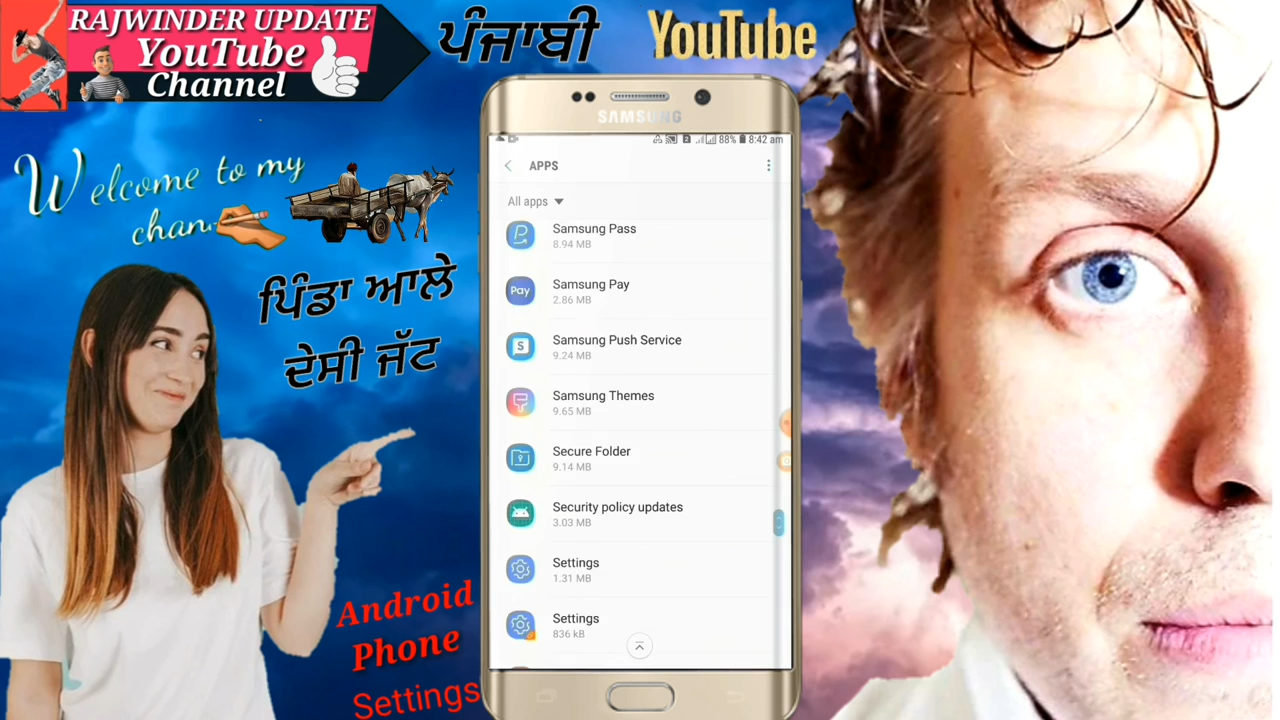 RAJWINDER UPDATE
YouTube
Channel
ਪੰਜਾਬੀ
YouTube
Welcome to my
chan
ਪਿੰਡਾ ਆਲੇ
ਦੇਸੀ ਜੱਟ
Android
Phone
Settings
SAMSUNG
2
88%
8:42 am
APPS
All apps
Samsung Pass
8.94 MB
Pay
Samsung Pay
2.86 MB
S
Samsung Push Service
9.24 MB
Samsung Themes
9.65 MB
Secure Folder
9.14 MB
Security policy updates
3.03 MB
Settings
1.31 MB
Settings
836 kB